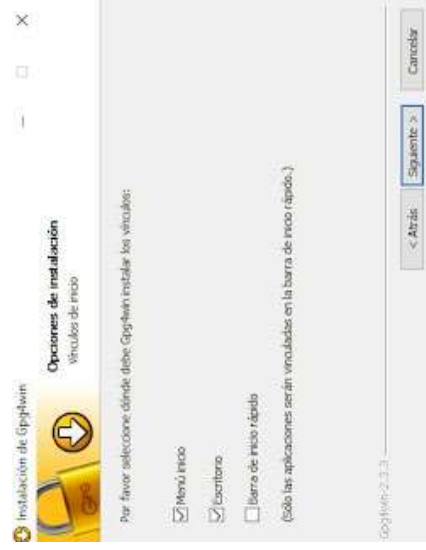 Instalación de Gpg4win
Opciones de instalación
Vínculos de inicio
GPG
Por favor seleccione dónde debe Gpg4win instalar los vínculos:
Menú inicio
Escritorio
Barra de inicio rápido
(Sólo las aplicaciones serán vinculadas en la barra de inicio rápido.)
Gpg4win-2.3.3
< Atrás
Siguiente >
Cancelar